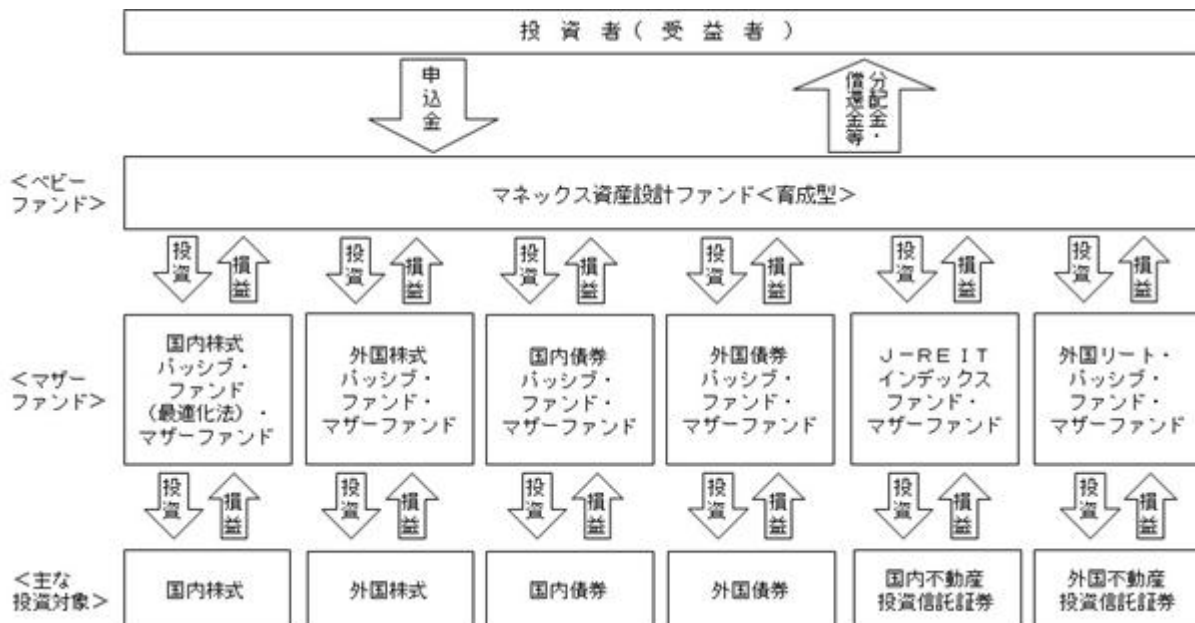 投資者(受益者)
申込金
分配金・
償還金等
<ベビー
ファンド>
マネックス資産設計ファンド<育成型>
投資
損益
投資
損益
投資
損益
投資
損益
投資
損益
投資
損益
<マザー
ファンド>
国内株式
パッシブ・
ファンド
(最適化法)・
マザーファンド
外国株式
パッシブ・
ファンド・
マザーファンド
国内債券
パッシブ・
ファンド・
マザーファンド
外国債券
パッシブ・
ファンド・
マザーファンド
J-REIT
インデックス
ファンド・
マザーファンド
外国リート・
パッシブ・
ファンド・
マザーファンド
投資
損益
投資
損益
投資
損益
投資
損益
投資
損益
投資
損益
<主な
投資対象>
国内株式
外国株式
国内債券
外国債券
国内不動産
投資信託証券
外国不動産
投資信託証券